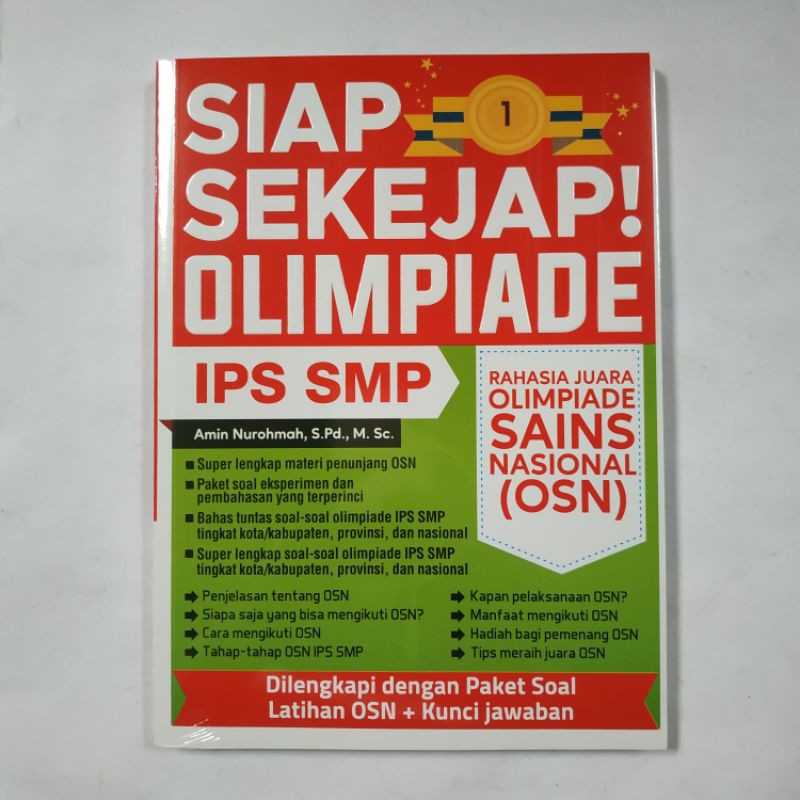 SIAP
1
SEKEJAP!
OLIMPIADE
IPS SMP
Amin Nurohmah, S.Pd., M. Sc.
RAHASIA JUARA
OLIMPIADE
SAINS
NASIONAL
(OSN)
Super lengkap materi penunjang OSN
Paket soal eksperimen dan
pembahasan yang terperinci
Bahas tuntas soal-soal olimpiade IPS SMP
tingkat kota/kabupaten, provinsi, dan nasional
Super lengkap soal-soal olimpiade IPS SMP
tingkat kota/kabupaten, provinsi, dan nasional
Penjelasan tentang OSN
Siapa saja yang bisa mengikuti OSN?
Cara mengikuti OSN
Tahap-tahap OSN IPS SMP
Kapan pelaksanaan OSN?
Manfaat mengikuti OSN
Hadiah bagi pemenang OSN
Tips meraih juara OSN
Dilengkapi dengan Paket Soal
Latihan OSN + Kunci jawaban